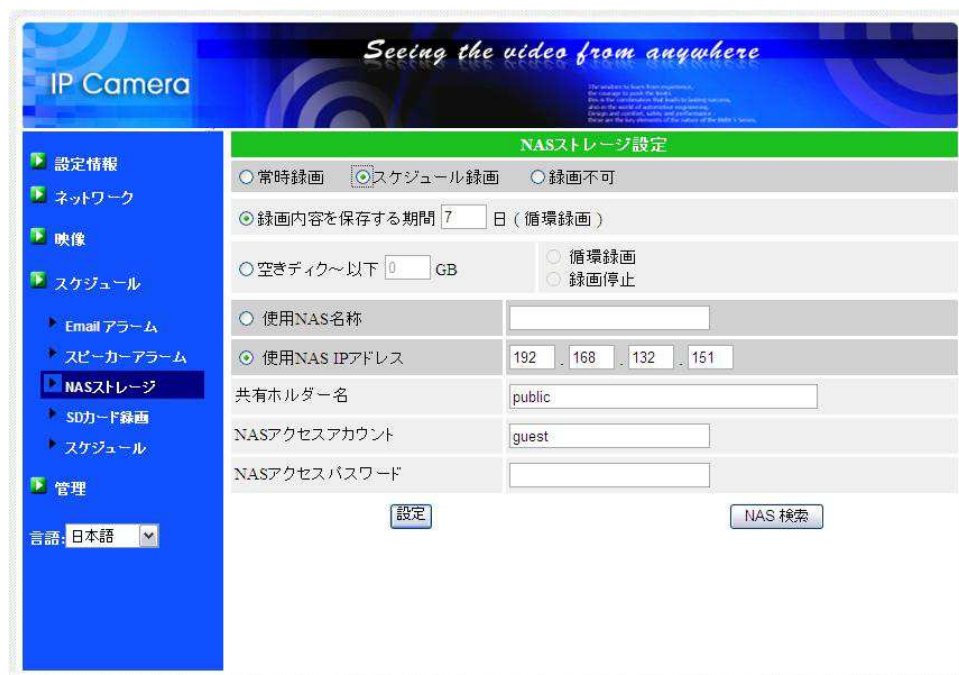 Seeing the video from anywhere
IP Camera
設定情報
ネットワーク
映像
スケジュール
Email アラーム
スピーカーアラーム
NASストレージ
SDカード録画
スケジュール
管理
言語: 日本語
NASストレージ設定
常時録画 スケジュール録画 録画不可
録画内容を保存する期間 7 日 ( 循環録画 )
空きディク～以下 0 GB
循環録画
録画停止
使用NAS名称
使用NAS IPアドレス 192 . 168 . 132 . 151
共有ホルダー名 public
NASアクセスアカウント guest
NASアクセスパスワード
設定 NAS 検索